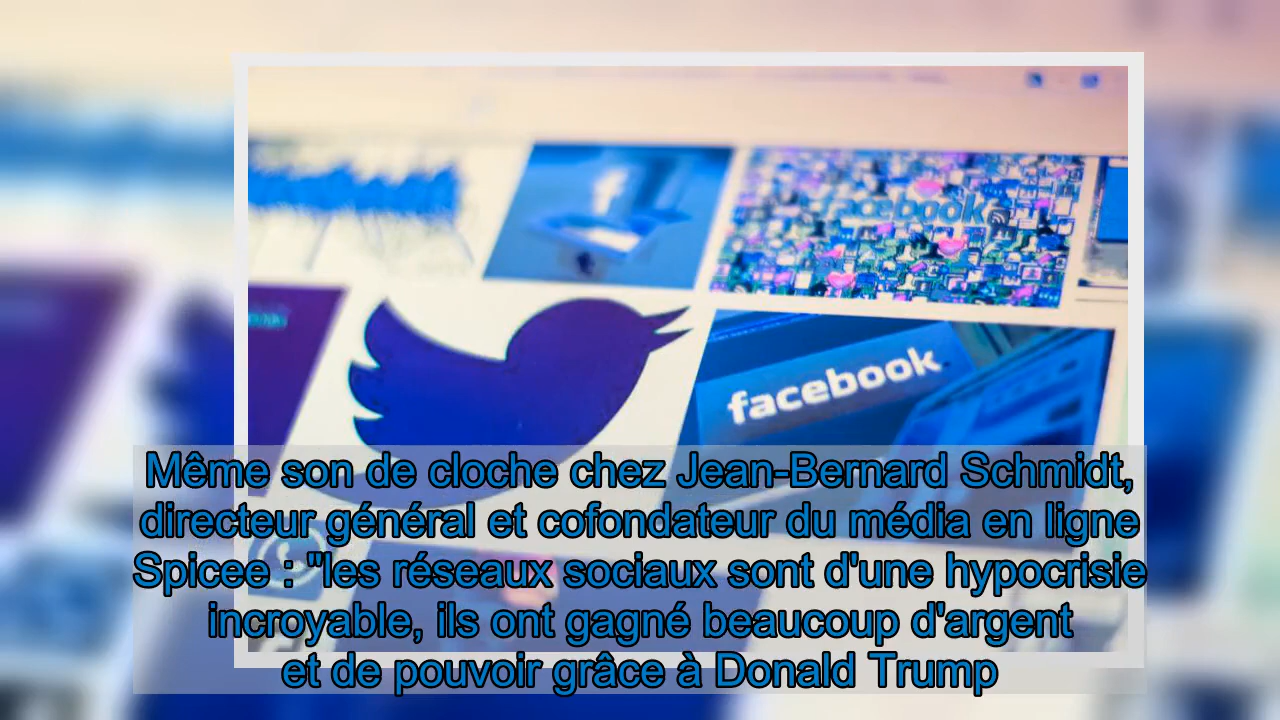 facebook
facebook
Même son de cloche chez Jean-Bernard Schmidt,
directeur général et cofondateur du média en ligne
Spicee : "les réseaux sociaux sont d'une hypocrisie
incroyable, ils ont gagné beaucoup d'argent
et de pouvoir grâce à Donald Trump